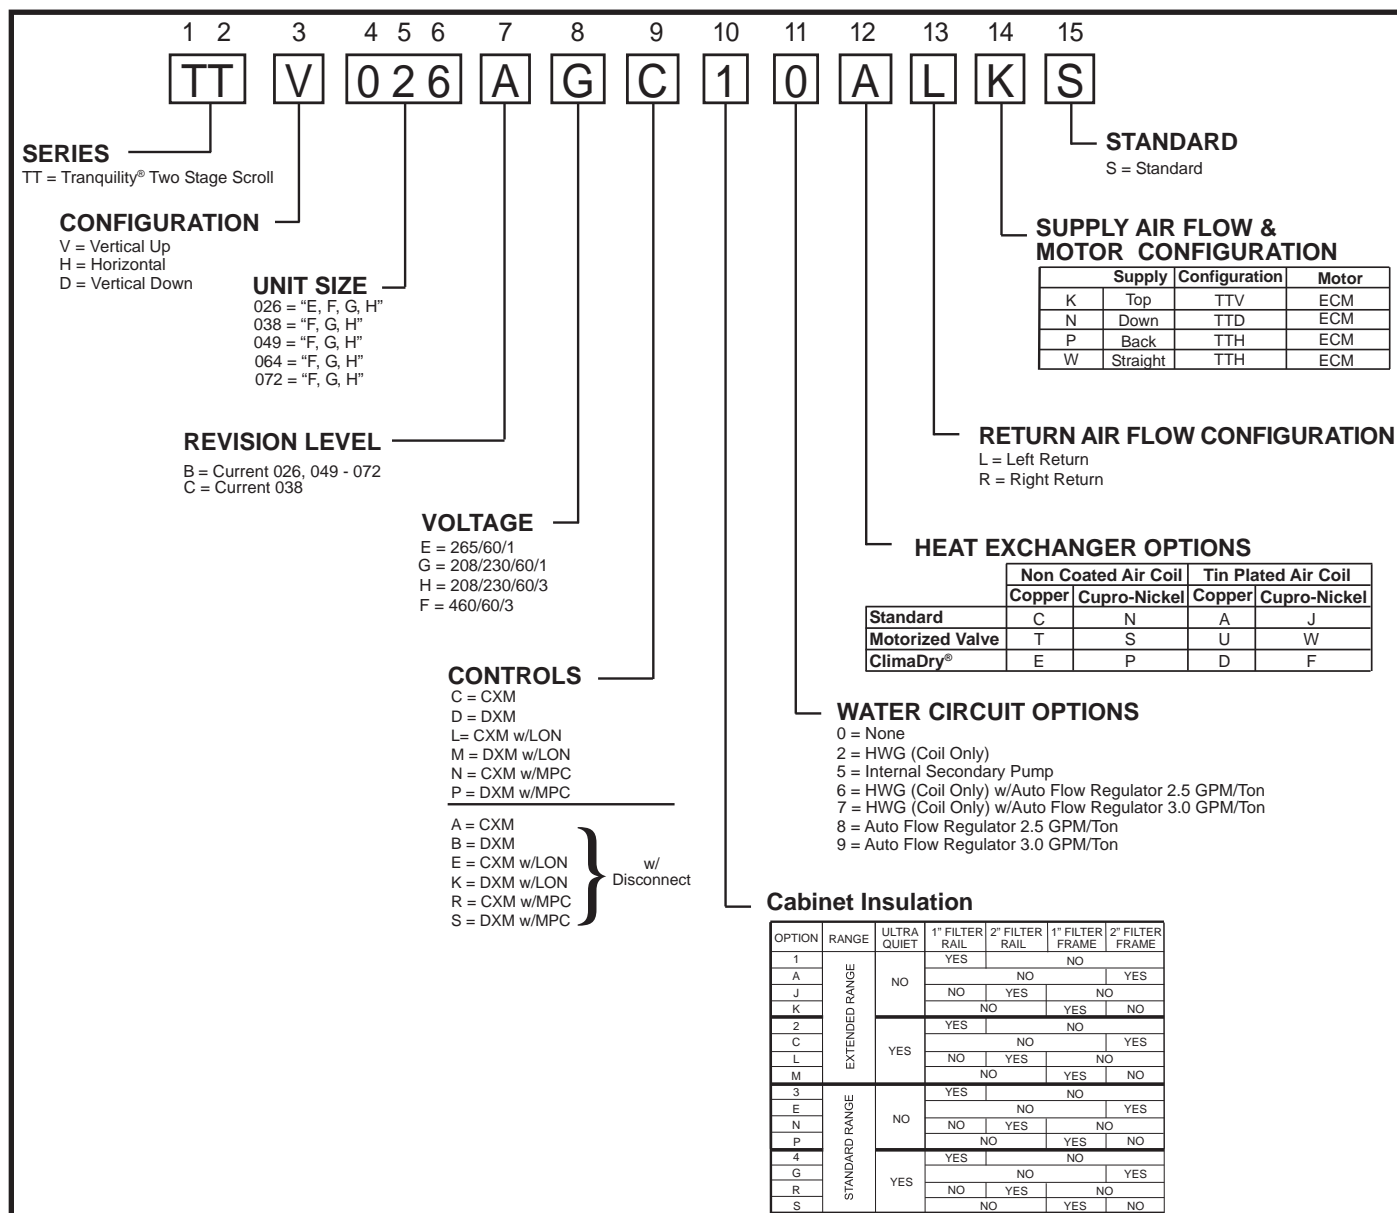 1 2 3 4 5 6 7 8 9 10 11 12 13 14 15
TT V 026 A G C 1 0 A L K S
SERIES
TT = Tranquility® Two Stage Scroll
CONFIGURATION
V = Vertical Up
H = Horizontal
D = Vertical Down
UNIT SIZE
026 = “E, F, G, H”
038 = “F, G, H”
049 = “F, G, H”
064 = “F, G, H”
072 = “F, G, H”
REVISION LEVEL
B = Current 026, 049 - 072
C = Current 038
VOLTAGE
E = 265/60/1
G = 208/230/60/1
H = 208/230/60/3
F = 460/60/3
CONTROLS
C = CXM
D = DXM
L= CXM w/LON
M = DXM w/LON
N = CXM w/MPC
P = DXM w/MPC
A = CXM
B = DXM
E = CXM w/LON
K = DXM w/LON
R = CXM w/MPC
S = DXM w/MPC
w/
Disconnect
STANDARD
S = Standard
SUPPLY AIR FLOW &
MOTOR CONFIGURATION
Supply Configuration Motor
K Top TTV ECM
N Down TTD ECM
P Back TTH ECM
W Straight TTH ECM
RETURN AIR FLOW CONFIGURATION
L = Left Return
R = Right Return
HEAT EXCHANGER OPTIONS
Non Coated Air Coil Tin Plated Air Coil
Copper Cupro-Nickel Copper Cupro-Nickel
Standard C N A J
Motorized Valve T S U W
ClimaDry® E P D F
WATER CIRCUIT OPTIONS
0 = None
2 = HWG (Coil Only)
5 = Internal Secondary Pump
6 = HWG (Coil Only) w/Auto Flow Regulator 2.5 GPM/Ton
7 = HWG (Coil Only) w/Auto Flow Regulator 3.0 GPM/Ton
8 = Auto Flow Regulator 2.5 GPM/Ton
9 = Auto Flow Regulator 3.0 GPM/Ton
Cabinet Insulation
OPTION RANGE ULTRA QUIET 1” FILTER RAIL 2” FILTER RAIL 1” FILTER FRAME 2” FILTER FRAME
EXTENDED RANGE
NO
1 YES NO
A NO YES
J NO YES NO
K NO YES NO
YES
2 YES NO
C NO YES
L NO YES NO
M NO YES NO
STANDARD RANGE
NO
3 YES NO
E NO YES
N NO YES NO
P NO YES NO
YES
4 YES NO
G NO YES
R NO YES NO
S NO YES NO